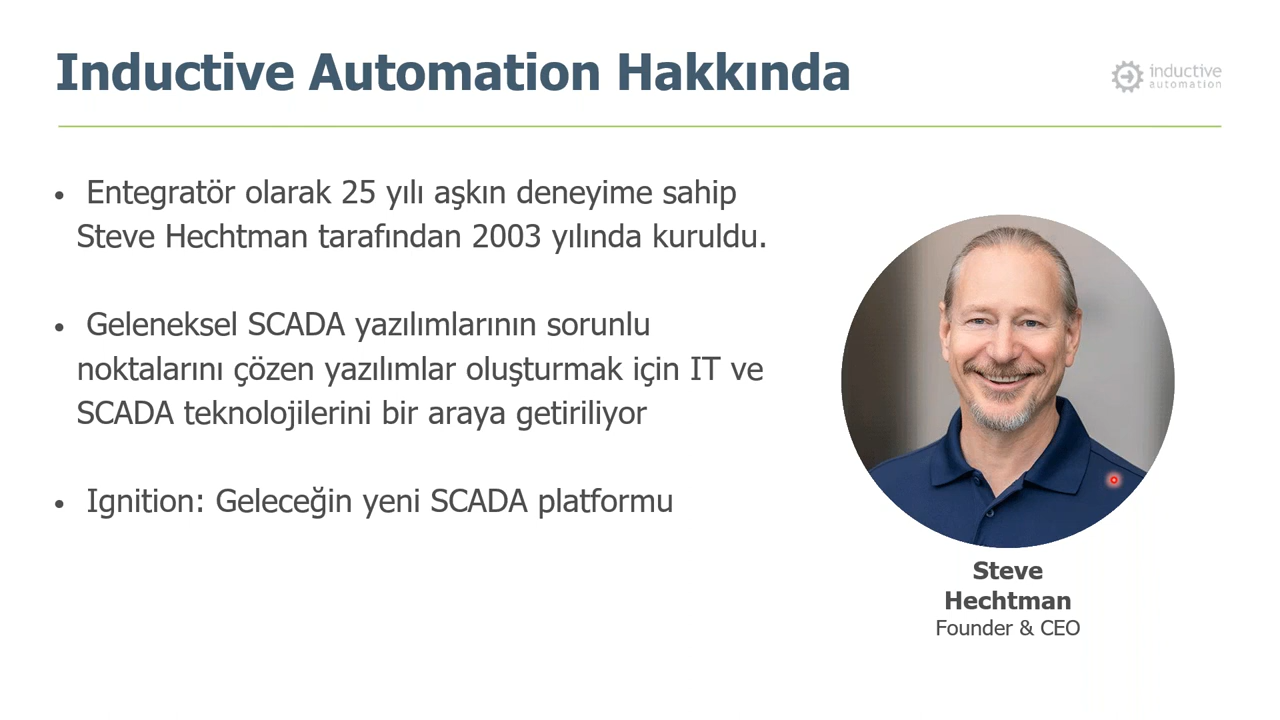 Inductive Automation Hakkında
inductive
automation
• Entegratör olarak 25 yılı aşkın deneyime sahip
Steve Hechtman tarafından 2003 yılında kuruldu.
• Geleneksel SCADA yazılımlarının sorunlu
noktalarını çözen yazılımlar oluşturmak için IT ve
SCADA teknolojilerini bir araya getiriliyor
• Ignition: Geleceğin yeni SCADA platformu
Steve
Hechtman
Founder & CEO